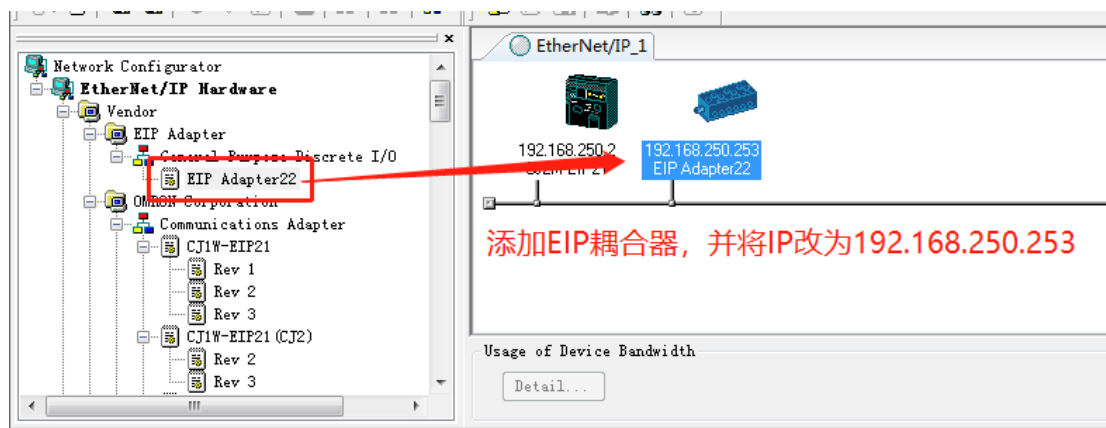 EtherNet/IP_1
Network Configurator
EtherNet/IP Hardware
Vendor
EIP Adapter
General Purpose Discrete I/O
EIP Adapter22
OMRON Corporation
Communications Adapter
CJ1W-EIP21
Rev 1
Rev 2
Rev 3
CJ1W-EIP21(CJ2)
Rev 2
Rev 3
192.168.250.2
192.168.250.253
EIP Adapter22
添加EIP耦合器，并将IP改为192.168.250.253
Usage of Device Bandwidth
Detail...